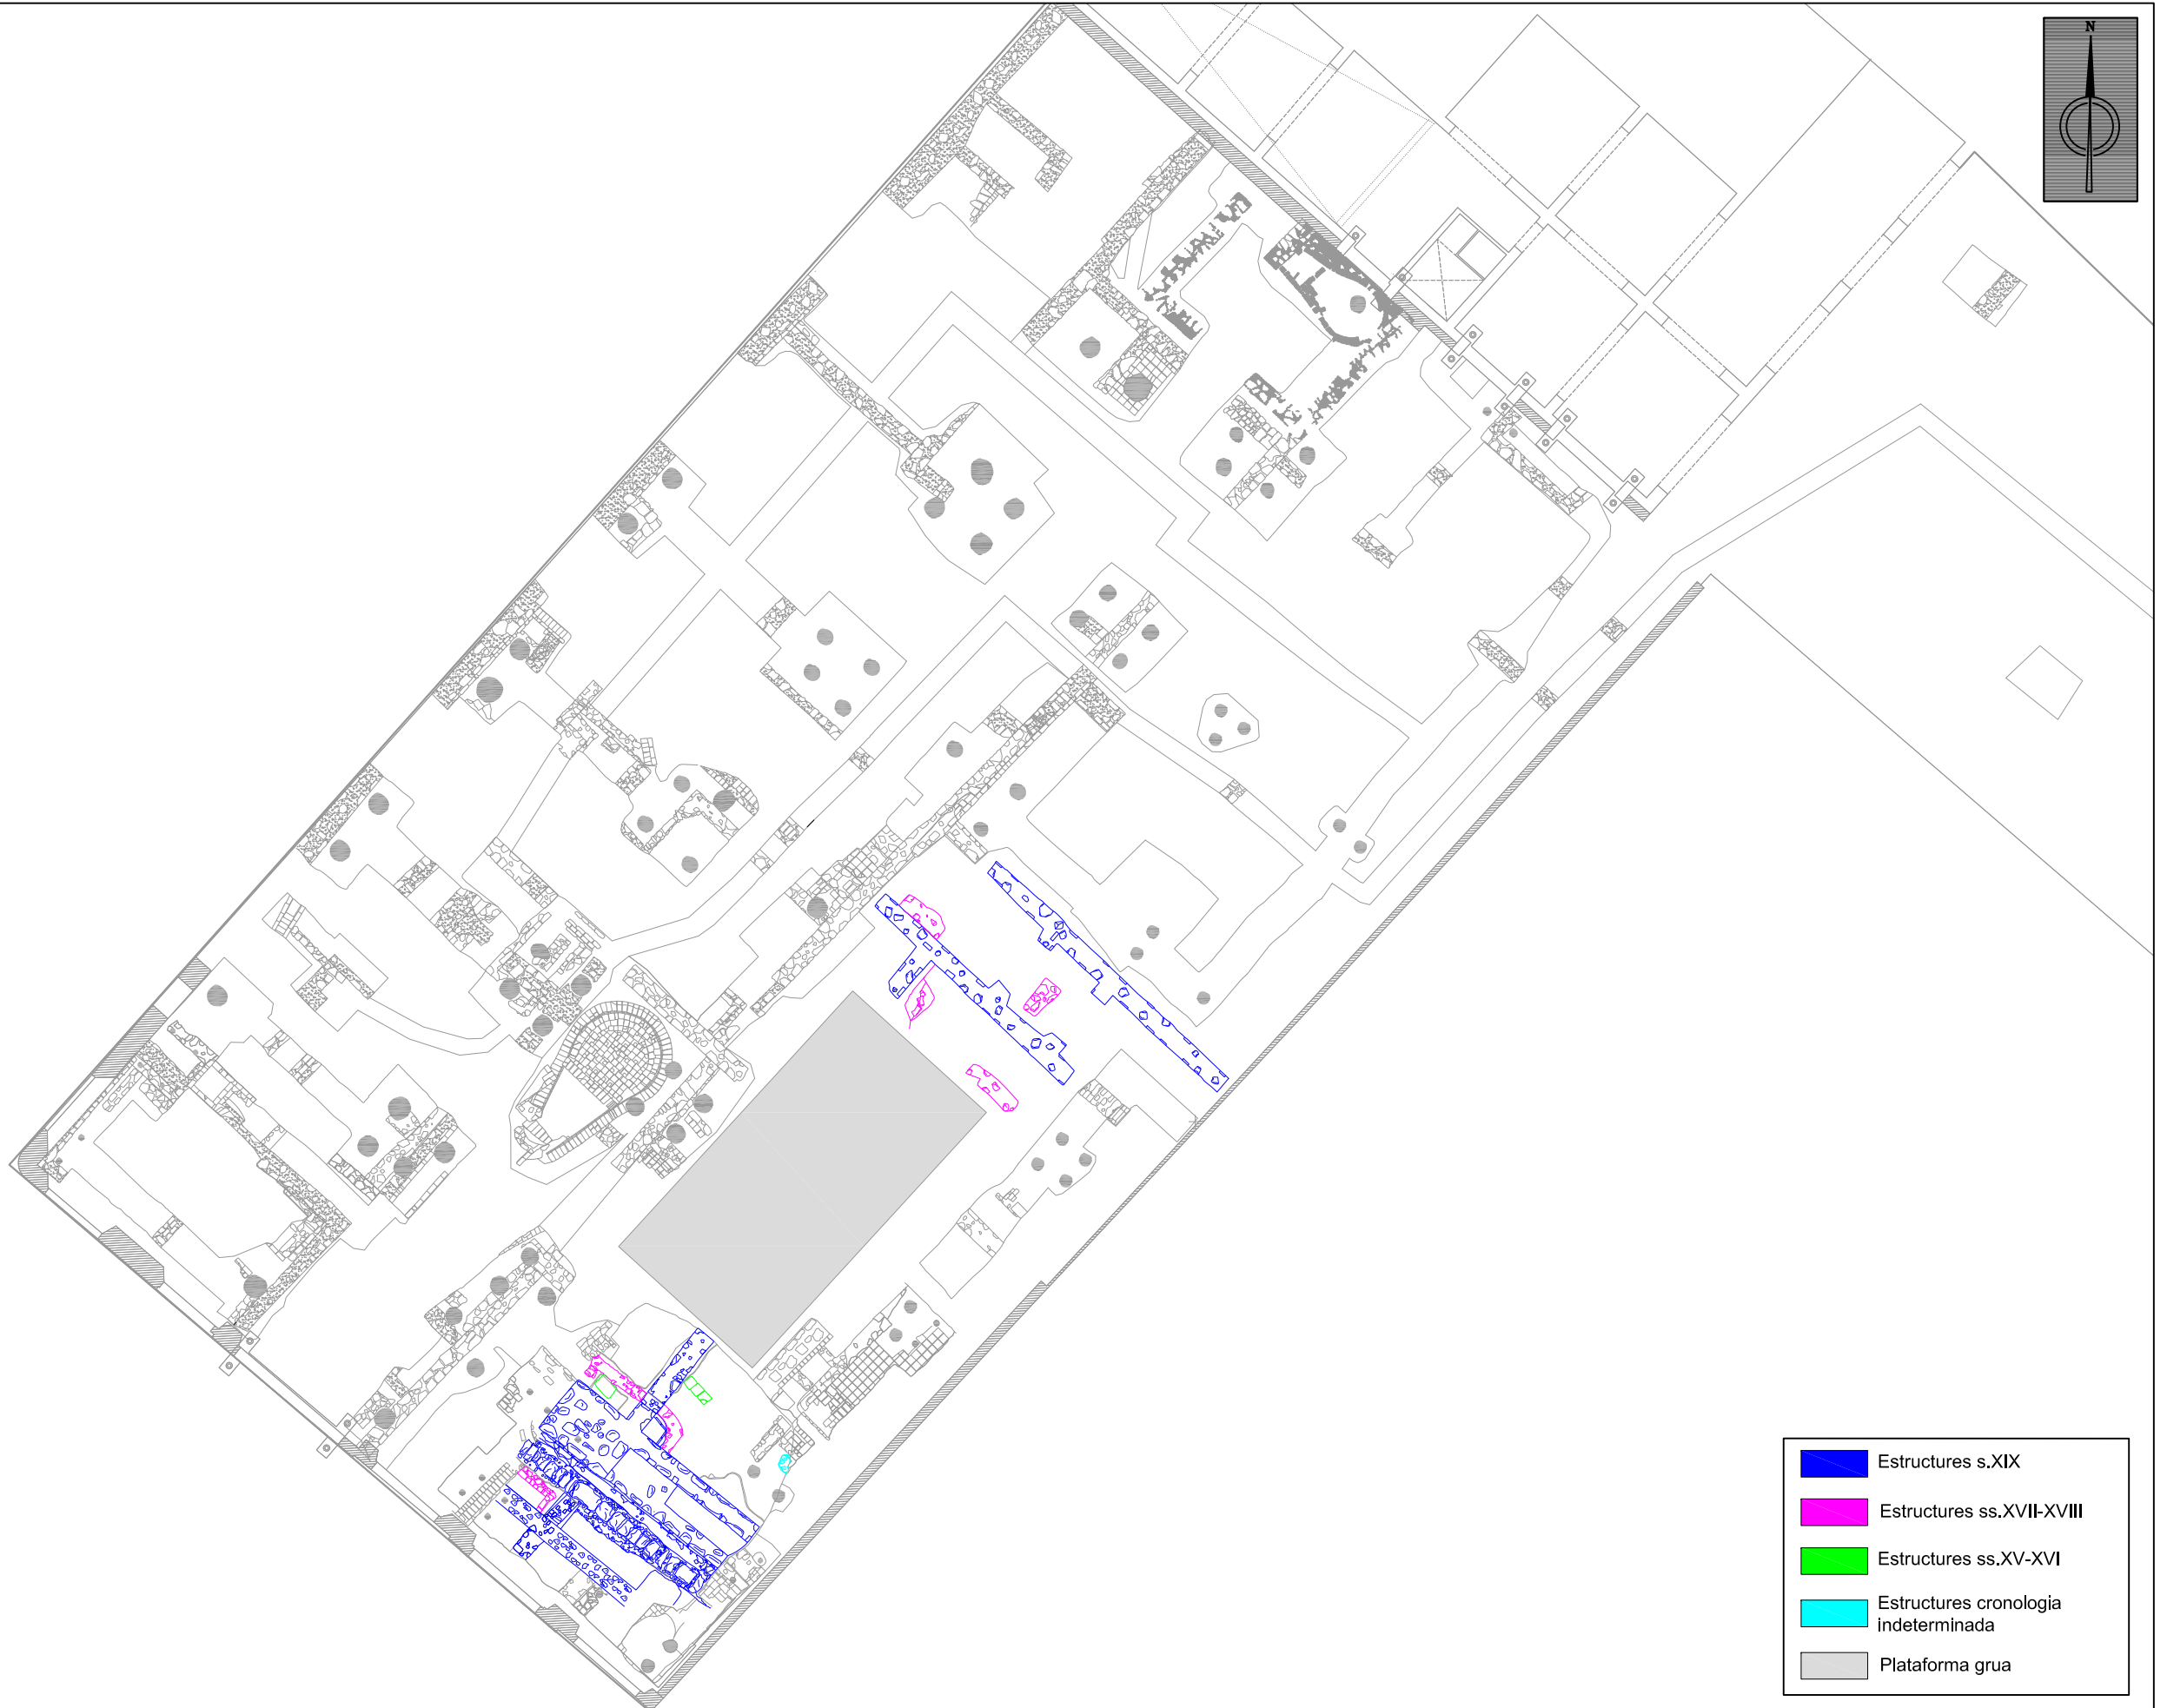 N
Estructures s.XIX
Estructures ss.XVII-XVIII
Estructures ss.XV-XVI
Estructures cronologia
indeterminada
Plataforma grua